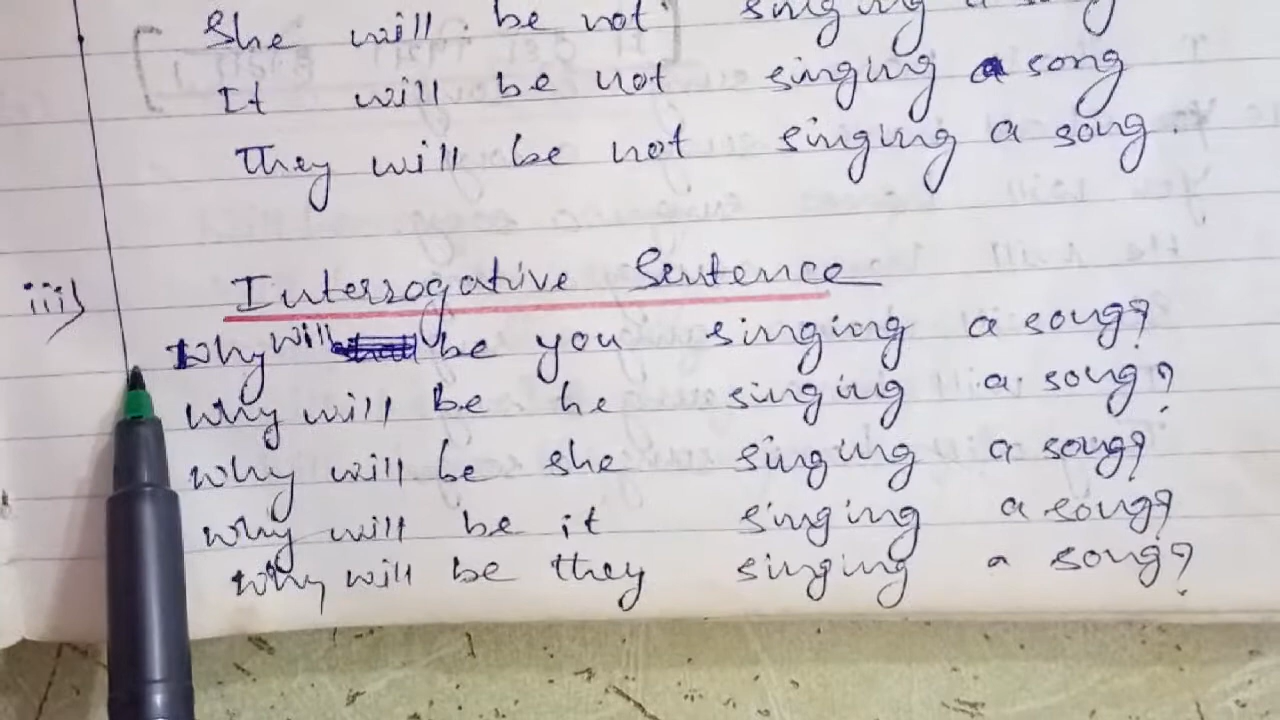 She will be not singing a song
It will be not singing a song
They will be not singing a song.
iii) Interrogative Sentence
Why will be you singing a song?
Why will Be he singing a song?
Why will be she singing a song?
Why will be it singing a song?
Why will be they singing a song?